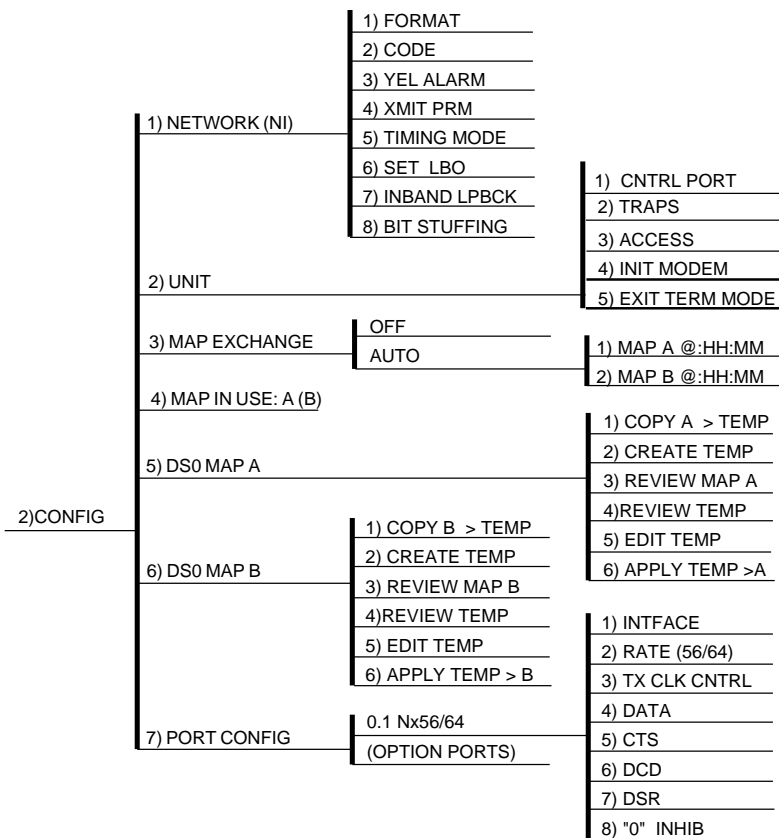 2)CONFIG
1) NETWORK (NI)
1) FORMAT
2) CODE
3) YEL ALARM
4) XMIT PRM
5) TIMING MODE
6) SET LBO
7) INBAND LPBCK
8) BIT STUFFING
2) UNIT
1) CNTRL PORT
2) TRAPS
3) ACCESS
4) INIT MODEM
5) EXIT TERM MODE
3) MAP EXCHANGE
OFF
AUTO
1) MAP A @:HH:MM
2) MAP B @:HH:MM
4) MAP IN USE: A (B)
5) DS0 MAP A
1) COPY A > TEMP
2) CREATE TEMP
3) REVIEW MAP A
4)REVIEW TEMP
5) EDIT TEMP
6) APPLY TEMP >A
6) DS0 MAP B
1) COPY B > TEMP
2) CREATE TEMP
3) REVIEW MAP B
4)REVIEW TEMP
5) EDIT TEMP
6) APPLY TEMP > B
7) PORT CONFIG
0.1 Nx56/64
(OPTION PORTS)
1) INTFACE
2) RATE (56/64)
3) TX CLK CNTRL
4) DATA
5) CTS
6) DCD
7) DSR
8) "0" INHIB